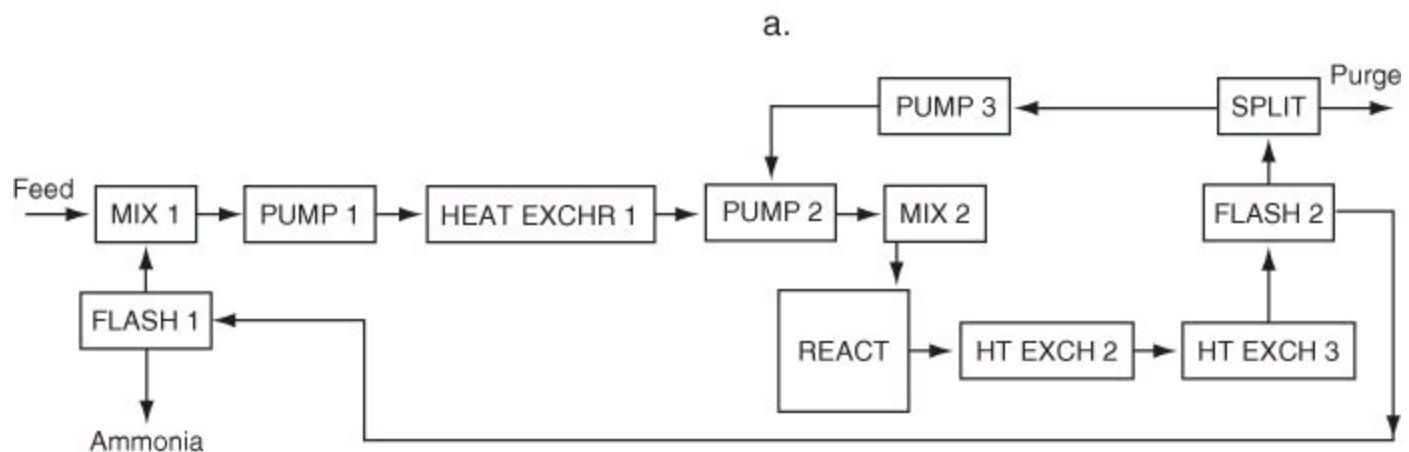 a.
Purge
PUMP 3
SPLIT
Feed
MIX 1
PUMP 1
HEAT EXCHR 1
PUMP 2
MIX 2
FLASH 2
FLASH 1
REACT
HT EXCH 2
HT EXCH 3
Ammonia